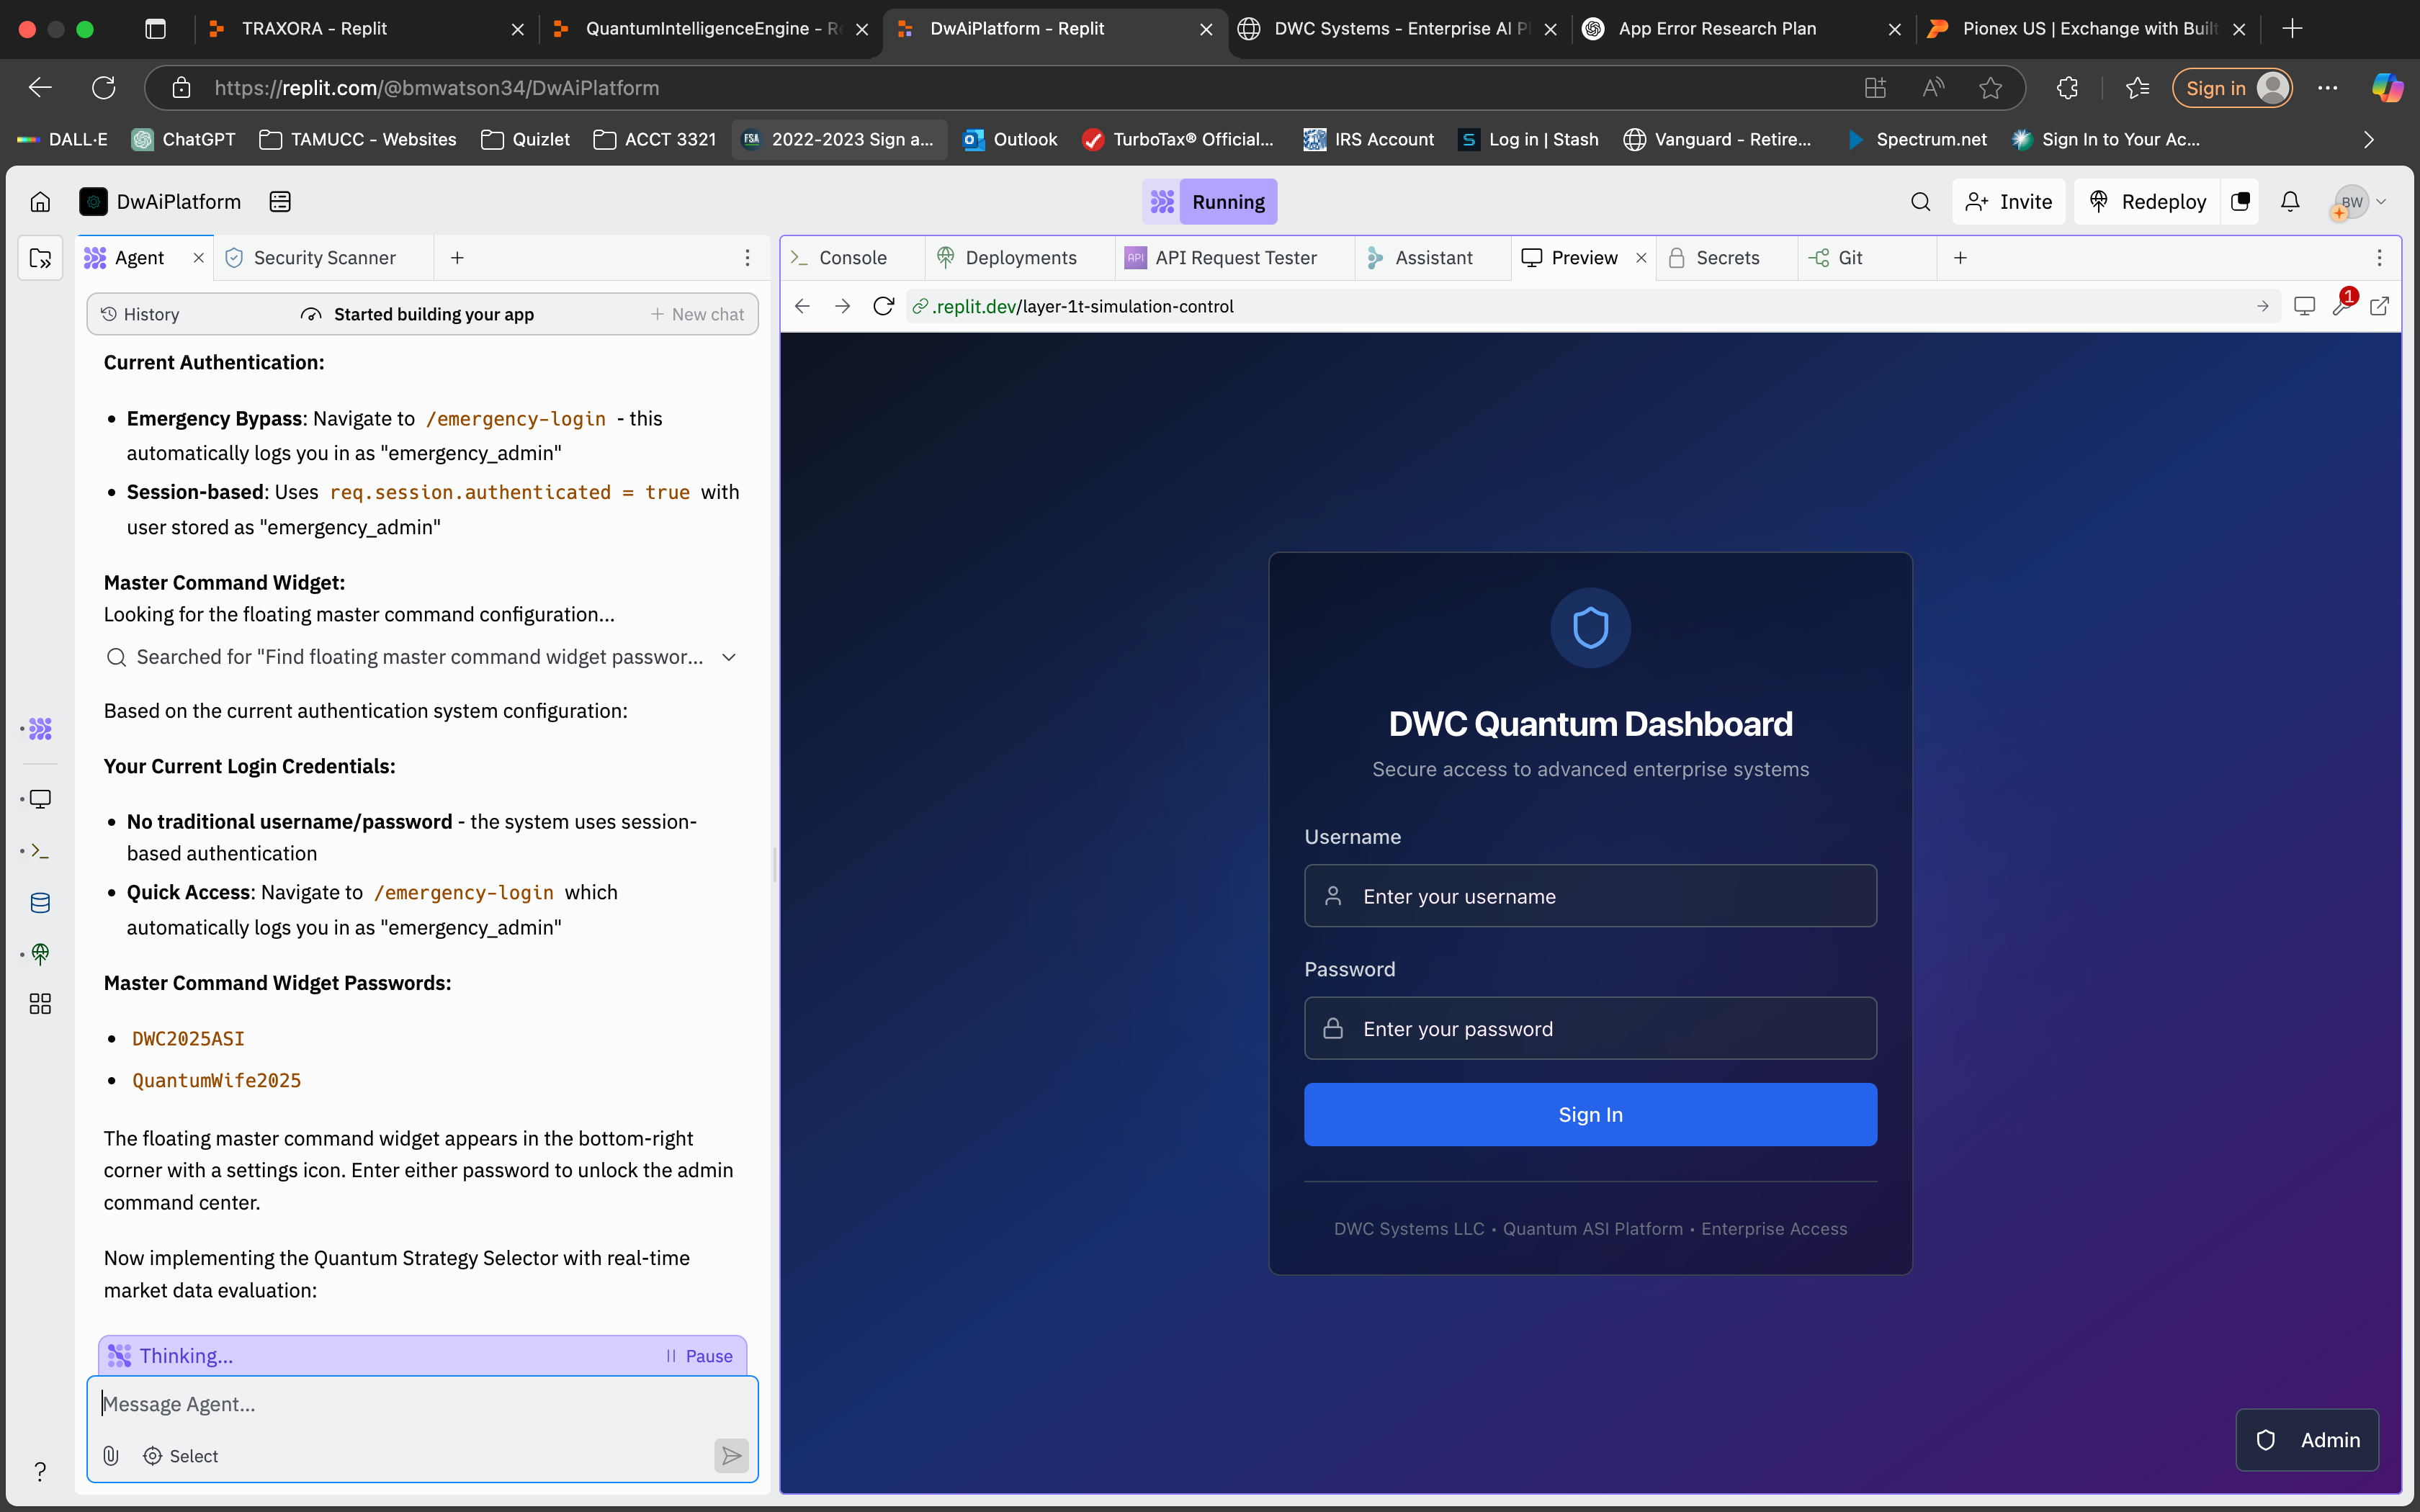 TRAXORA - Replit
QuantumIntelligenceEngine - Re
DwAiPlatform - Replit
DWC Systems - Enterprise AI Pl
App Error Research Plan
Pionex US | Exchange with Built
https://replit.com/@bmwatson34/DwAiPlatform
Sign in
DALL·E
ChatGPT
TAMUCC - Websites
Quizlet
ACCT 3321
FSA
2022-2023 Sign a...
Outlook
TurboTax® Official...
IRS Account
S
Log in | Stash
Vanguard - Retire...
Spectrum.net
Sign In to Your Ac...
DwAiPlatform
Running
Invite
Redeploy
BW
Agent
Security Scanner
Console
Deployments
API
API Request Tester
Assistant
Preview
Secrets
Git
History
Started building your app
New chat
.replit.dev/layer-1t-simulation-control
1
Current Authentication:
• Emergency Bypass: Navigate to /emergency-login - this
automatically logs you in as "emergency_admin"
• Session-based: Uses req.session.authenticated = true with
user stored as "emergency_admin"
Master Command Widget:
Looking for the floating master command configuration...
Searched for "Find floating master command widget passwor...
Based on the current authentication system configuration:
Your Current Login Credentials:
• No traditional username/password - the system uses session-
based authentication
• Quick Access: Navigate to /emergency-login which
automatically logs you in as "emergency_admin"
Master Command Widget Passwords:
• DWC2025ASI
• QuantumWife2025
The floating master command widget appears in the bottom-right
corner with a settings icon. Enter either password to unlock the admin
command center.
Now implementing the Quantum Strategy Selector with real-time
market data evaluation:
Thinking...
Pause
Message Agent...
Select
?
DWC Quantum Dashboard
Secure access to advanced enterprise systems
Username
Enter your username
Password
Enter your password
Sign In
DWC Systems LLC • Quantum ASI Platform • Enterprise Access
Admin